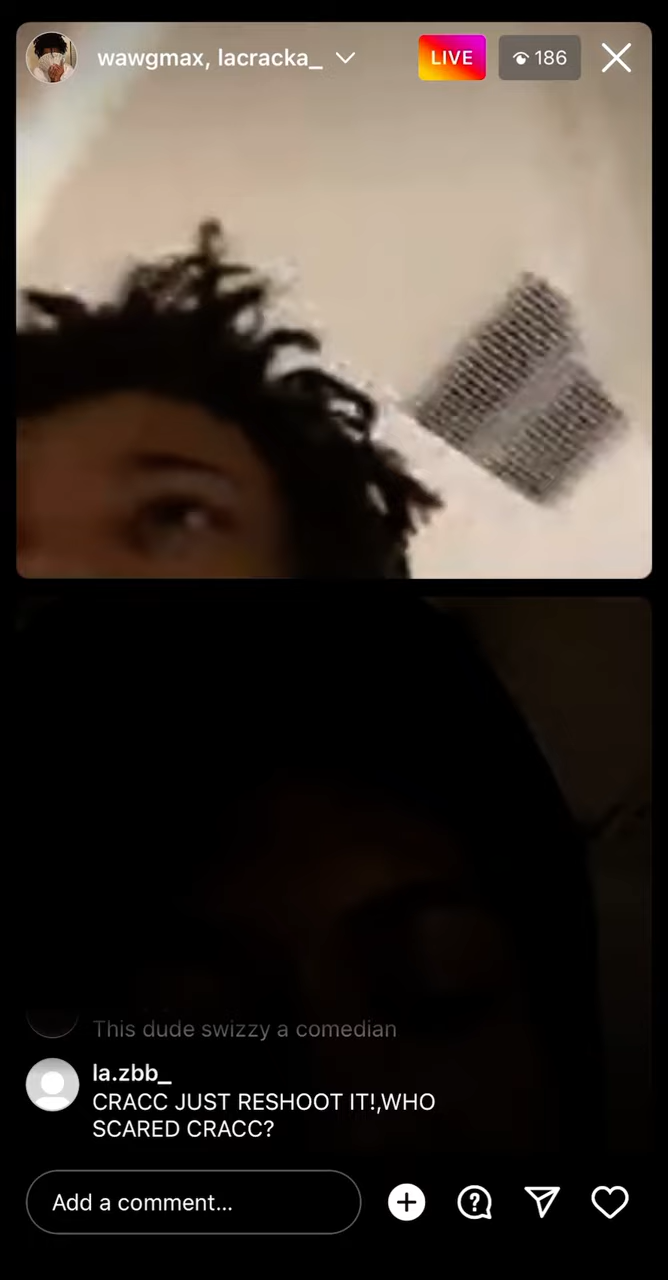 wawgmax, lacracka_
LIVE
186
This dude swizzy a comedian
la.zbb_
CRACC JUST RESHOOT IT!,WHO
SCARED CRACC?
Add a comment...